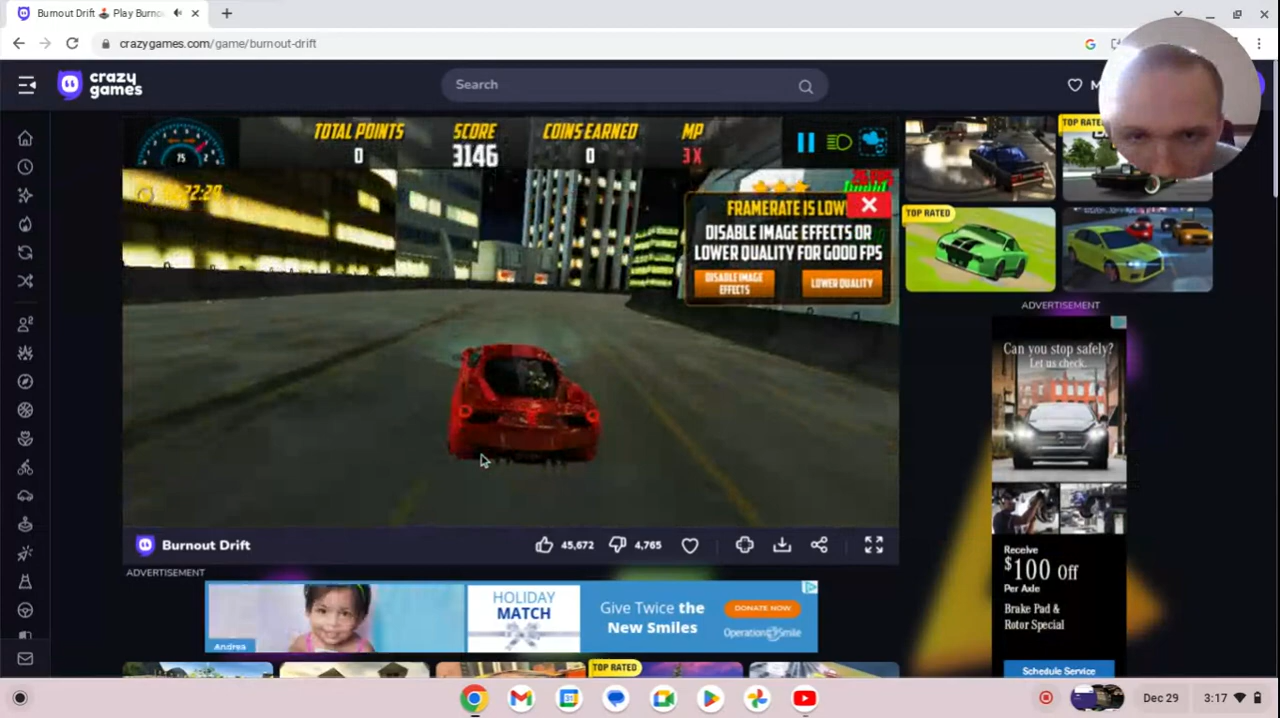 Burnout Drift 🕹️ Play Burno
crazygames.com/game/burnout-drift
crazy
games
Search
M
TOTAL POINTS
0
SCORE
3146
COINS EARNED
0
MP
3X
75
FRAMERATE IS LOW
DISABLE IMAGE EFFECTS OR
LOWER QUALITY FOR GOOD FPS
DISABLE IMAGE
EFFECTS
LOWER QUALITY
TOP RATE
TOP RATED
ADVERTISEMENT
Can you stop safely?
Let us check.
Receive
$100 Off
Per Axle
Brake Pad &
Rotor Special
Schedule Service
Burnout Drift
45,672
4,765
ADVERTISEMENT
Andrea
HOLIDAY
MATCH
Give Twice the
New Smiles
DONATE NOW
OperationSmile
TOP RATED
31
Dec 29
3:17